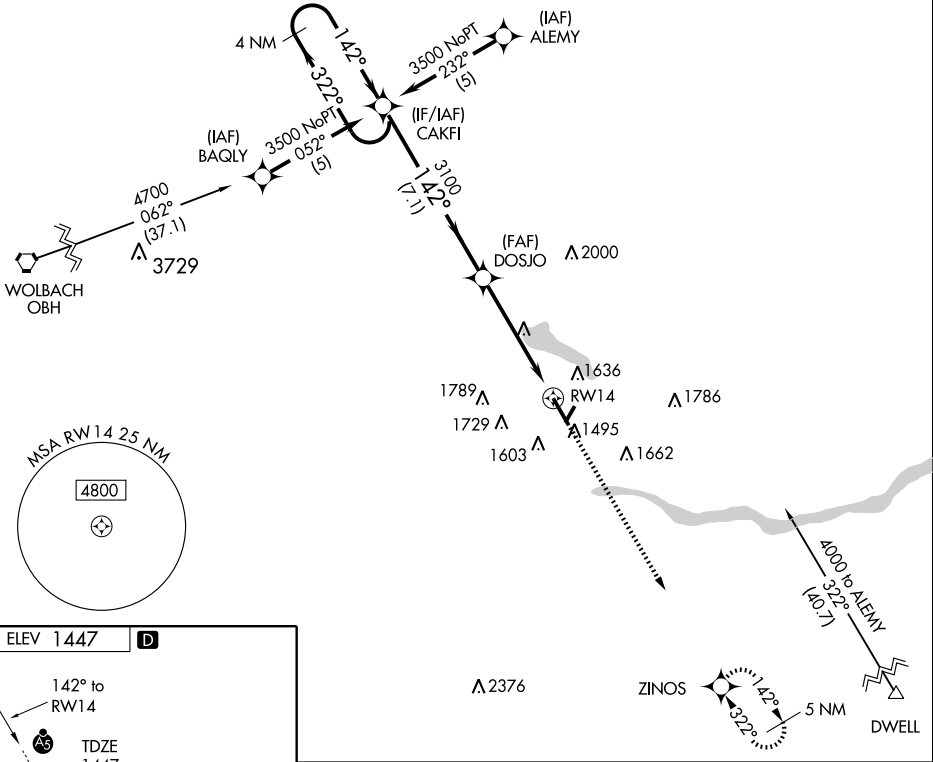 (IAF)
ALEMY
4 NM
142°
322°
3500 NoPT
232°
(5)
(IF/IAF)
CAKFI
(IAF)
BAQLY
3500 NoPT
052°
(5)
3100
142°
(7.1)
4700
062°
(37.1)
3729
WOLBACH
OBH
(FAF)
DOSJO
2000
1636
1789
RW14
1786
1729
1495
1603
1662
MSA RW14 25 NM
4800
4000 to ALEMY
322°
(40.7)
ELEV 1447 D
142° to
RW14
A5
TDZE
2376
ZINOS
142°
322°
5 NM
DWELL
1447